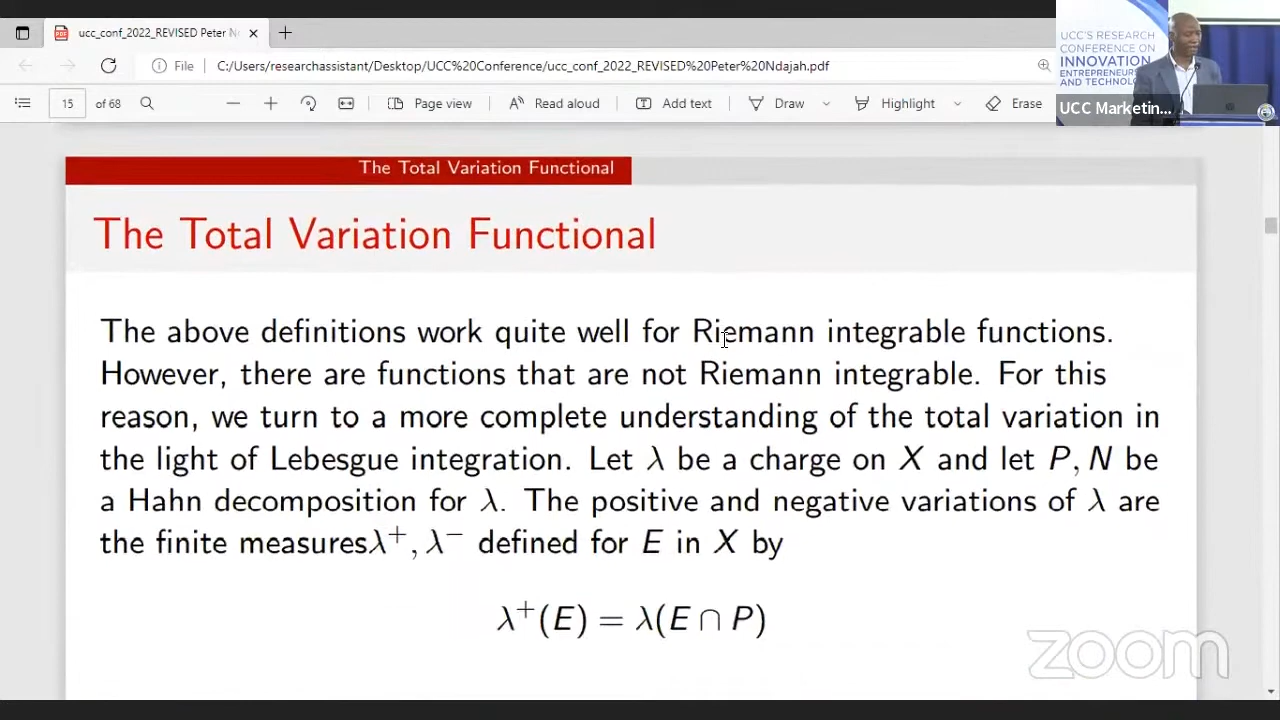 ucc_conf_2022_REVISED Peter N
File C:/Users/researchassistant/Desktop/UCC%20Conference/ucc_conf_2022_REVISED%20Peter%20Ndajah.pdf
15 of 68 Page view Read aloud Add text Draw Highlight Erase
UCC'S RESEARCH
CONFERENCE ON
INNOVATION
ENTREPRENEU
AND TECHNOLO
UCC Marketin...
The Total Variation Functional
The Total Variation Functional
The above definitions work quite well for Riemann integrable functions.
However, there are functions that are not Riemann integrable. For this
reason, we turn to a more complete understanding of the total variation in
the light of Lebesgue integration. Let λ be a charge on X and let P, N be
a Hahn decomposition for λ. The positive and negative variations of λ are
the finite measuresλ⁺, λ⁻ defined for E in X by
λ⁺(E) = λ(E ∩ P)
zoom